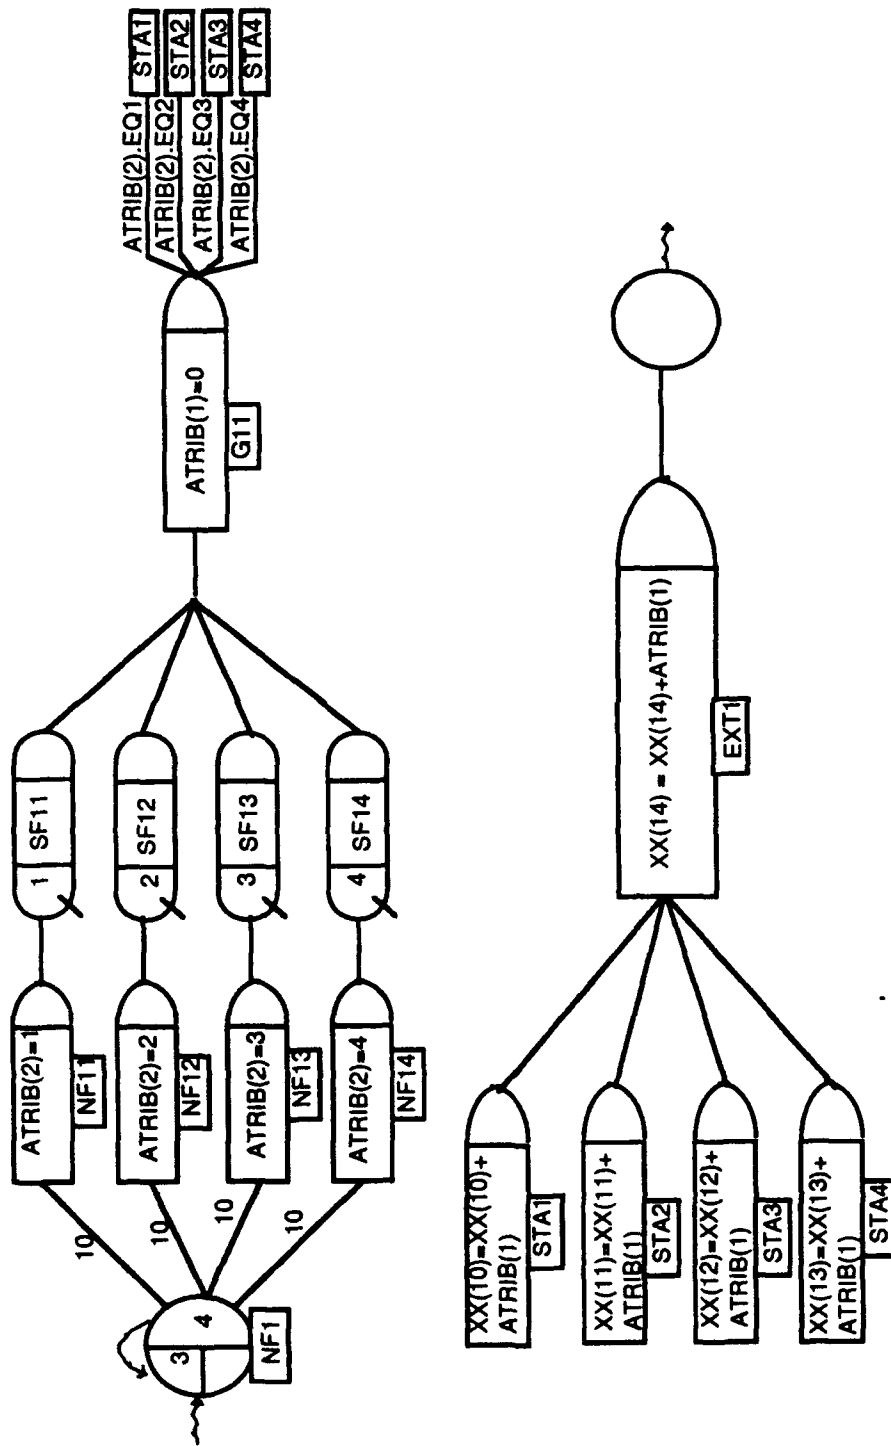 3
4
NF1
10
10
10
10
ATRIB(2)=1
NF11
ATRIB(2)=2
NF12
ATRIB(2)=3
NF13
ATRIB(2)=4
NF14
1
SF11
2
SF12
3
SF13
4
SF14
ATRIB(1)=0
G11
ATRIB(2).EQ1
STA1
ATRIB(2).EQ2
STA2
ATRIB(2).EQ3
STA3
ATRIB(2).EQ4
STA4
XX(10)=XX(10)+
ATRIB(1)
STA1
XX(11)=XX(11)+
ATRIB(1)
STA2
XX(12)=XX(12)+
ATRIB(1)
STA3
XX(13)=XX(13)+
ATRIB(1)
STA4
XX(14) = XX(14)+ATRIB(1)
EXT1